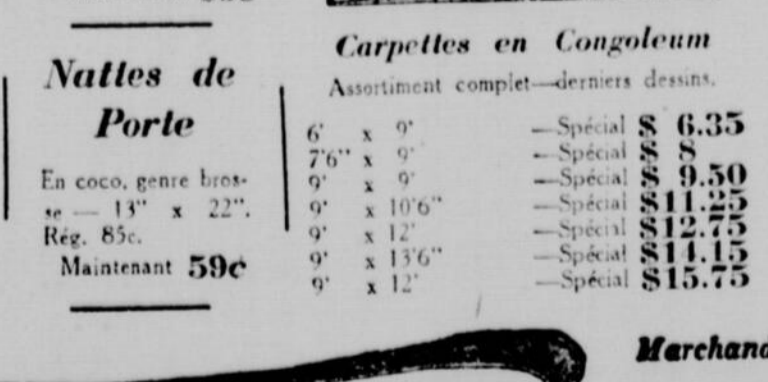 Nattes de
Porte
En coco, genre bros-
se — 13" x 22".
Rég. 85c.
Maintenant 59c
Carpettes en Congoleum
Assortiment complet—derniers dessins.
6' x 9' —Spécial $ 6.35
7'6" x 9' —Spécial $ 8
9' x 9' —Spécial $ 9.50
9' x 10'6" —Spécial $11.25
9' x 12' —Spécial $12.75
9' x 13'6" —Spécial $14.15
9' x 12' —Spécial $15.75
Marchand